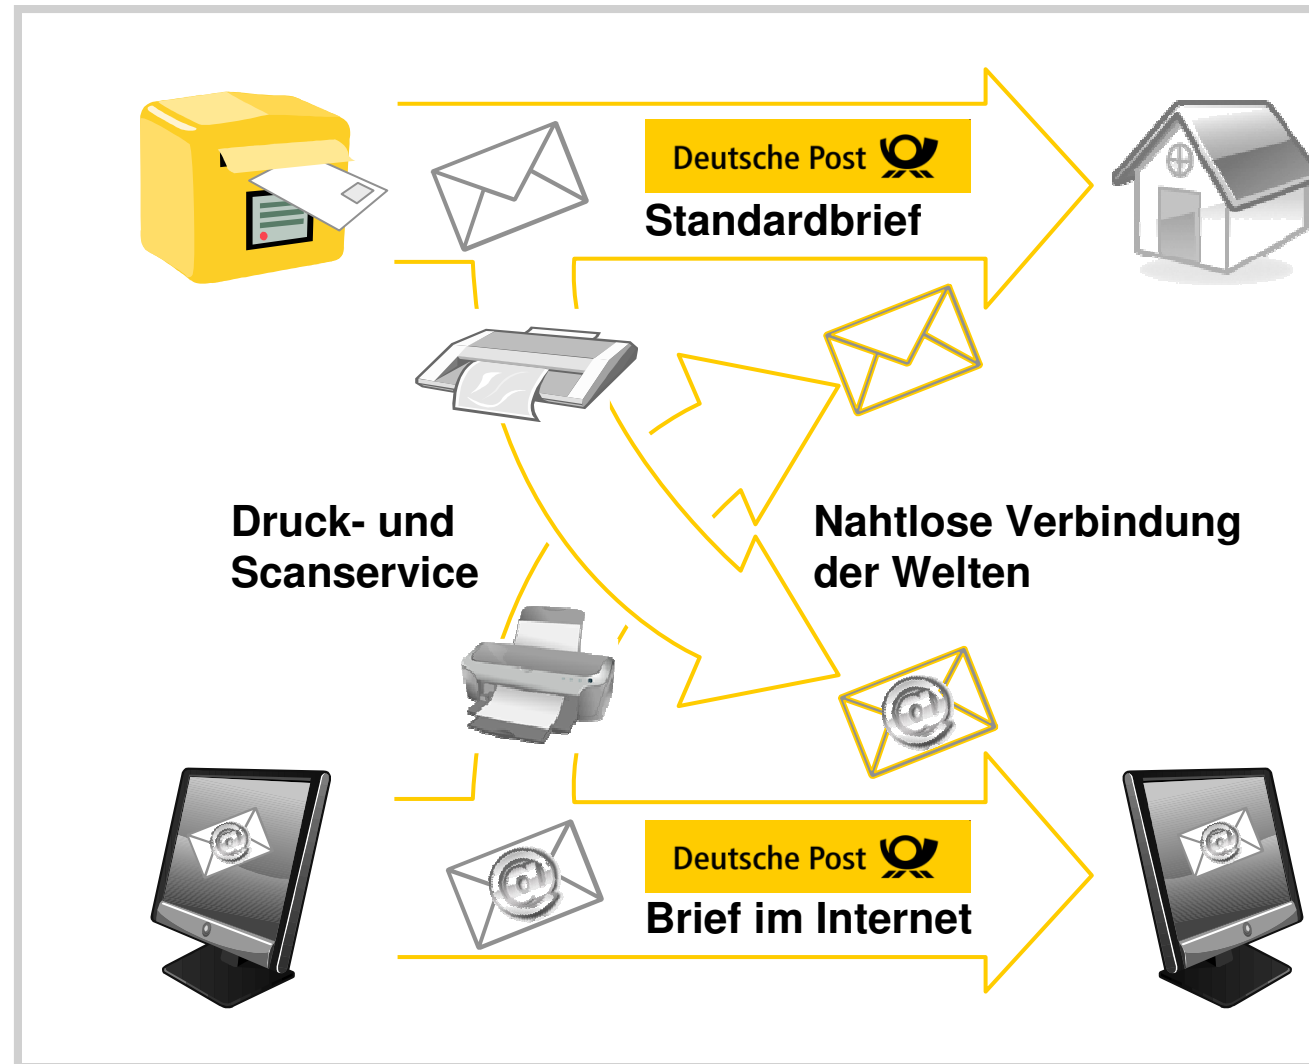 Deutsche Post
Standardbrief
Druck- und
Scanservice
Nahtlose Verbindung
der Welten
Deutsche Post
Brief im Internet